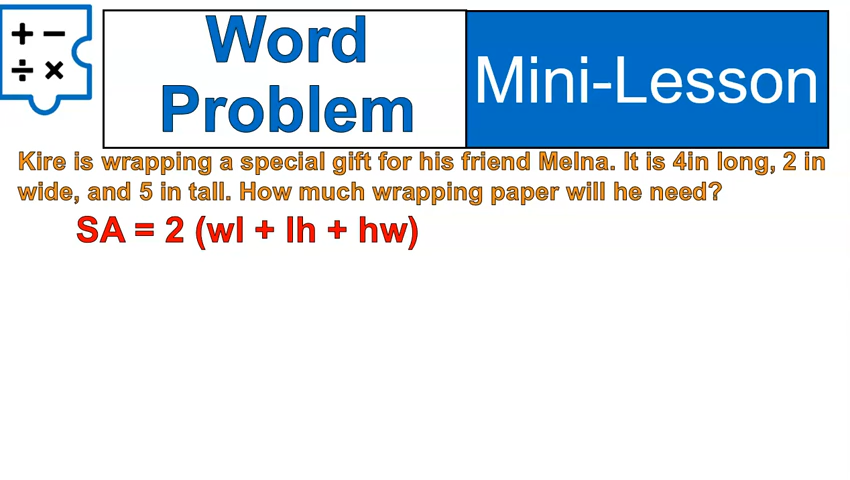 + −
÷ ×
Word
Problem
Mini-Lesson
Kire is wrapping a special gift for his friend Melna. It is 4in long, 2 in
wide, and 5 in tall. How much wrapping paper will he need?
SA = 2 (wl + lh + hw)